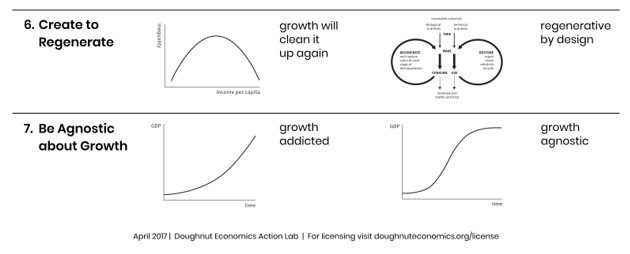 6. Create to
Regenerate
inequality
income per capita
growth will
clean it
up again
renewable materials
biological
nutrients
technical
nutrients
TAKE
MAKE
REGENERATE
RESTORE
CONSUME USE
regenerative
by design
7. Be Agnostic
about Growth
GDP
time
growth
addicted
GDP
time
growth
agnostic
April 2017 | Doughnut Economics Action Lab | For licensing visit doughnuteconomics.org/license